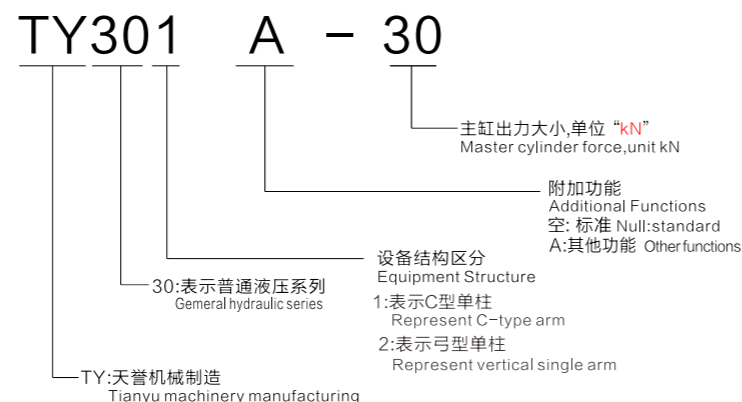 TY301 A - 30
主缸出力大小,单位 “kN”
Master cylinder force,unit kN
附加功能
Additional Functions
空: 标准 Null:standard
A:其他功能 Other functions
设备结构区分
Equipment Structure
1:表示C型单柱
Represent C-type arm
2:表示弓型单柱
Represent vertical single arm
30:表示普通液压系列
Gemeral hydraulic series
TY:天誉机械制造
Tianyu machinery manufacturing